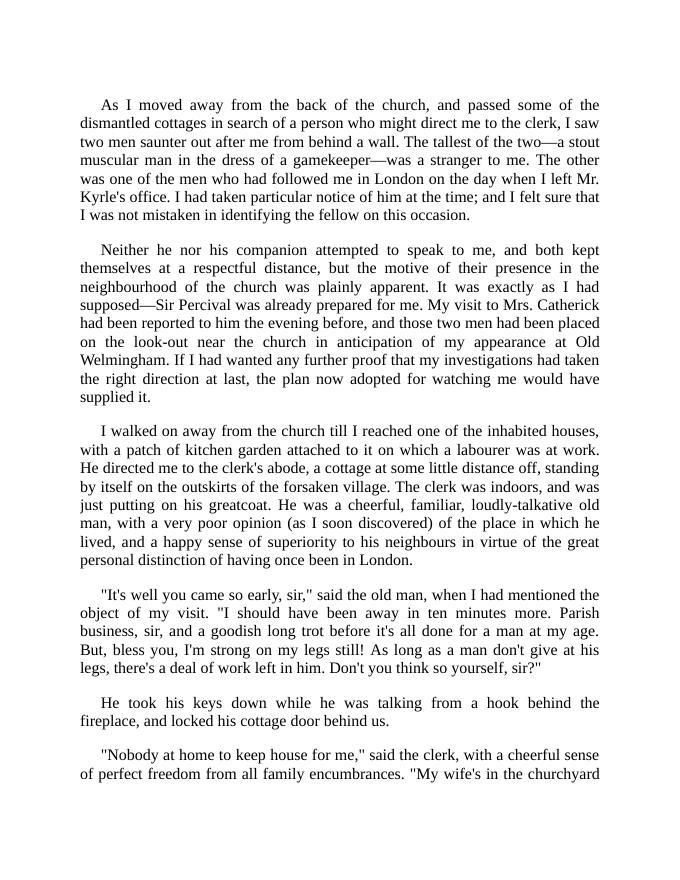 As I moved away from the back of the church, and passed some of the
dismantled cottages in search of a person who might direct me to the clerk, I saw
two men saunter out after me from behind a wall. The tallest of the two—a stout
muscular man in the dress of a gamekeeper—was a stranger to me. The other
was one of the men who had followed me in London on the day when I left Mr.
Kyrle's office. I had taken particular notice of him at the time; and I felt sure that
I was not mistaken in identifying the fellow on this occasion.
Neither he nor his companion attempted to speak to me, and both kept
themselves at a respectful distance, but the motive of their presence in the
neighbourhood of the church was plainly apparent. It was exactly as I had
supposed—Sir Percival was already prepared for me. My visit to Mrs. Catherick
had been reported to him the evening before, and those two men had been placed
on the look-out near the church in anticipation of my appearance at Old
Welmingham. If I had wanted any further proof that my investigations had taken
the right direction at last, the plan now adopted for watching me would have
supplied it.
I walked on away from the church till I reached one of the inhabited houses,
with a patch of kitchen garden attached to it on which a labourer was at work.
He directed me to the clerk's abode, a cottage at some little distance off, standing
by itself on the outskirts of the forsaken village. The clerk was indoors, and was
just putting on his greatcoat. He was a cheerful, familiar, loudly-talkative old
man, with a very poor opinion (as I soon discovered) of the place in which he
lived, and a happy sense of superiority to his neighbours in virtue of the great
personal distinction of having once been in London.
"It's well you came so early, sir," said the old man, when I had mentioned the
object of my visit. "I should have been away in ten minutes more. Parish
business, sir, and a goodish long trot before it's all done for a man at my age.
But, bless you, I'm strong on my legs still! As long as a man don't give at his
legs, there's a deal of work left in him. Don't you think so yourself, sir?"
He took his keys down while he was talking from a hook behind the
fireplace, and locked his cottage door behind us.
"Nobody at home to keep house for me," said the clerk, with a cheerful sense
of perfect freedom from all family encumbrances. "My wife's in the churchyard